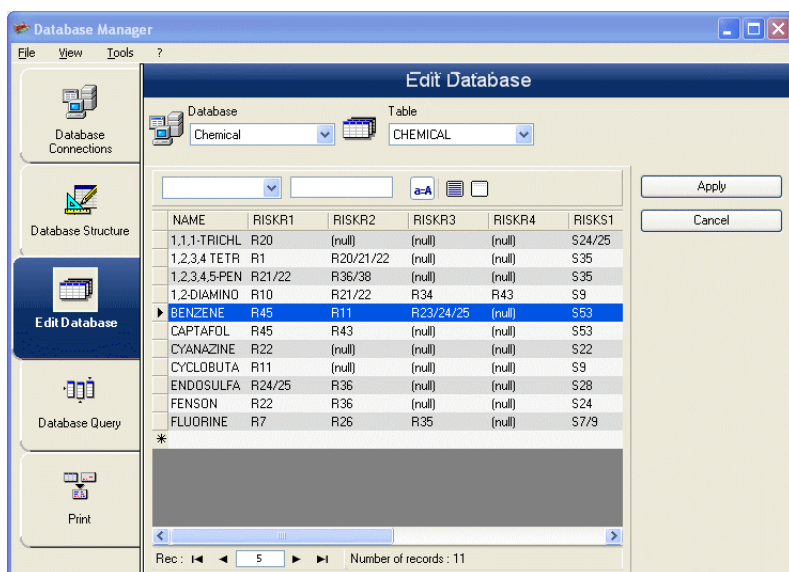 Database Manager
File View Tools ?
Edit Database
Database Connections
Database Structure
Edit Database
Database Query
Print
Database Table
Chemical CHEMICAL
a=A
Apply
Cancel
NAME RISKR1 RISKR2 RISKR3 RISKR4 RISKS1
1,1,1-TRICHL R20 (null) (null) (null) S24/25
1,2,3,4 TETR R1 R20/21/22 (null) (null) S35
1,2,3,4,5-PEN R21/22 R36/38 (null) (null) S35
1,2-DIAMINO R10 R21/22 R34 R43 S9
BENZENE R45 R11 R23/24/25 (null) S53
CAPTAFOL R45 R43 (null) (null) S53
CYANAZINE R22 (null) (null) (null) S22
CYCLOBUTA R11 (null) (null) (null) S9
ENDOSULFA R24/25 R36 (null) (null) S28
FENSON R22 R36 (null) (null) S24
FLUORINE R7 R26 R35 (null) S7/9
Rec : 5 Number of records : 11